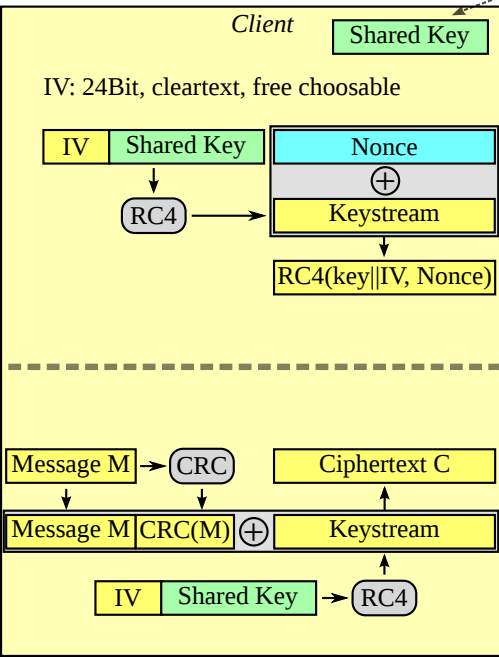 Client
Shared Key
IV: 24Bit, cleartext, free choosable
IV Shared Key
Nonce
⊕
RC4
Keystream
RC4(key||IV, Nonce)
Message M
CRC
Ciphertext C
Message M CRC(M) ⊕ Keystream
IV Shared Key
RC4